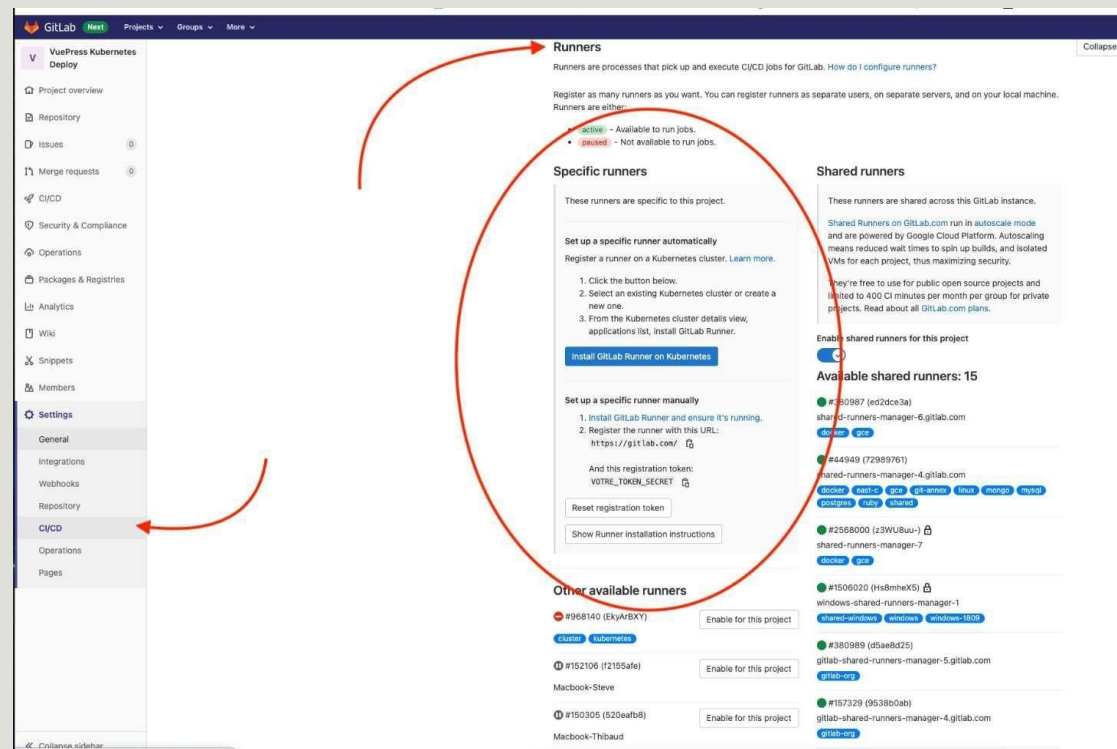 GitLab Next Projects Groups More
VuePress Kubernetes
Deploy
V
Project overview
Repository
Issues 0
Merge requests 0
CI/CD
Security & Compliance
Operations
Packages & Registries
Analytics
Wiki
Snippets
Members
Settings
General
Integrations
Webhooks
Repository
CI/CD
Operations
Pages
Collapse sidebar
Runners
Collapse
Runners are processes that pick up and execute CI/CD jobs for GitLab. How do I configure runners?
Register as many runners as you want. You can register runners as separate users, on separate servers, and on your local machine.
Runners are either:
active - Available to run jobs.
paused - Not available to run jobs.
Specific runners
These runners are specific to this project.
Set up a specific runner automatically
Register a runner on a Kubernetes cluster. Learn more.
1. Click the button below.
2. Select an existing Kubernetes cluster or create a
new one.
3. From the Kubernetes cluster details view,
applications list, install GitLab Runner.
Install GitLab Runner on Kubernetes
Set up a specific runner manually
1. Install GitLab Runner and ensure it's running.
2. Register the runner with this URL:
https://gitlab.com/
And this registration token:
VOTRE_TOKEN_SECRET
Reset registration token
Show Runner installation instructions
Other available runners
#968140 (EkyArBXY)
Enable for this project
cluster kubernetes
#152106 (f2155afe)
Enable for this project
Macbook-Steve
#150305 (520eafb8)
Enable for this project
Macbook-Thibaud
Shared runners
These runners are shared across this GitLab instance.
Shared Runners on GitLab.com run in autoscale mode
and are powered by Google Cloud Platform. Autoscaling
means reduced wait times to spin up builds, and isolated
VMs for each project, thus maximizing security.
They're free to use for public open source projects and
limited to 400 CI minutes per month per group for private
projects. Read about all GitLab.com plans.
Enable shared runners for this project
Available shared runners: 15
#380987 (ed2dce3a)
shared-runners-manager-6.gitlab.com
docker gce
#44949 (72989761)
shared-runners-manager-4.gitlab.com
docker east-c gce git-annex linux mongo mysql
postgres ruby shared
#2568000 (z3WU8uu-)
shared-runners-manager-7
docker gce
#1506020 (Hs8mheX5)
windows-shared-runners-manager-1
shared-windows windows windows-1809
#380989 (d5ae8d25)
gitlab-shared-runners-manager-5.gitlab.com
gitlab-org
#157329 (9538b0ab)
gitlab-shared-runners-manager-4.gitlab.com
gitlab-org